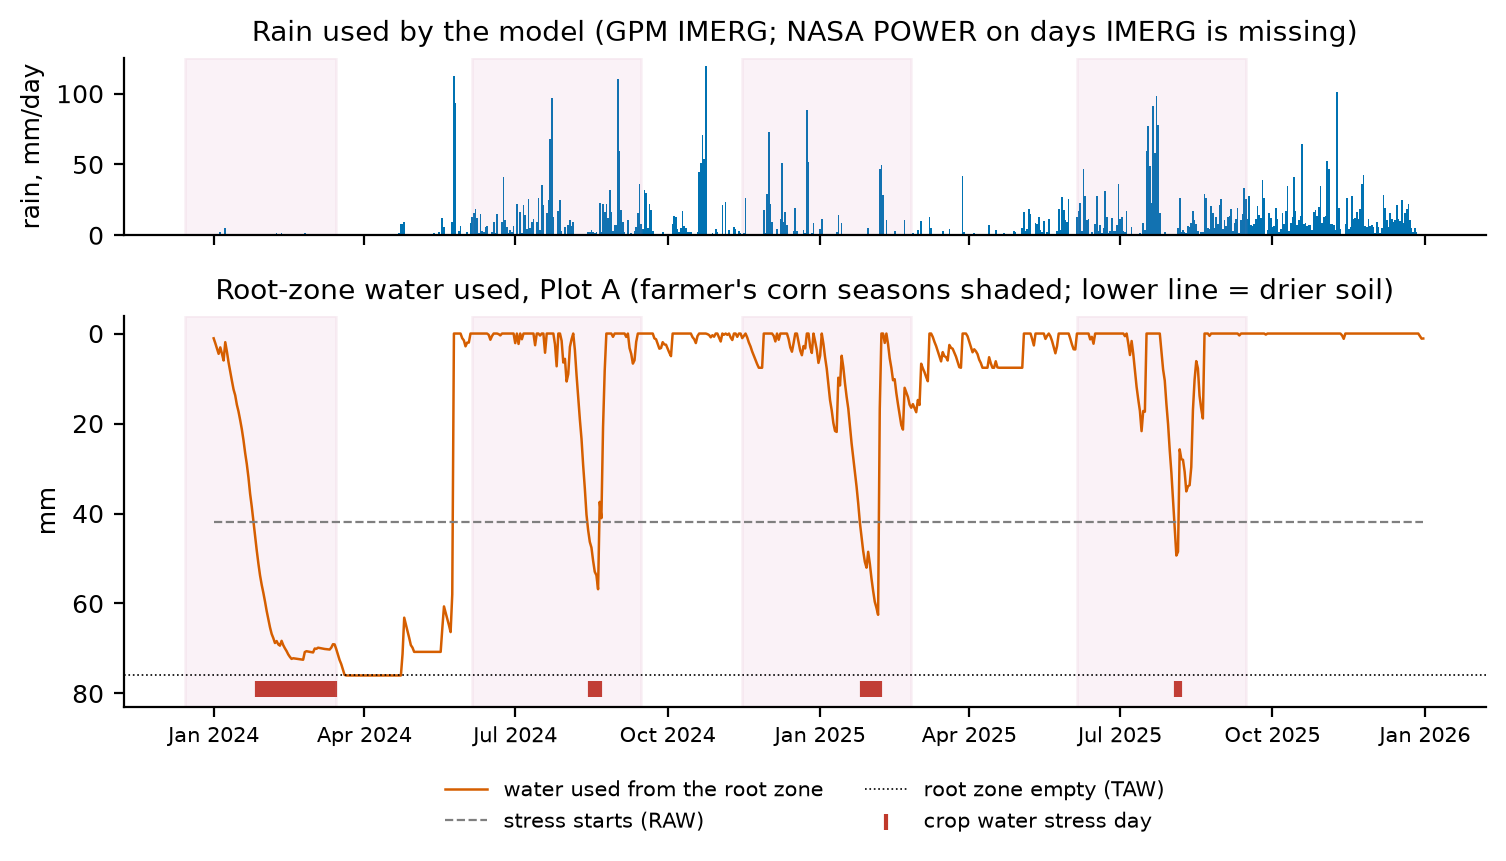 Rain used by the model (GPM IMERG; NASA POWER on days IMERG is missing)
rain, mm/day
100
50
0
Root-zone water used, Plot A (farmer's corn seasons shaded; lower line = drier soil)
mm
0
20
40
60
80
Jan 2024 Apr 2024 Jul 2024 Oct 2024 Jan 2025 Apr 2025 Jul 2025 Oct 2025 Jan 2026
water used from the root zone
stress starts (RAW)
root zone empty (TAW)
crop water stress day